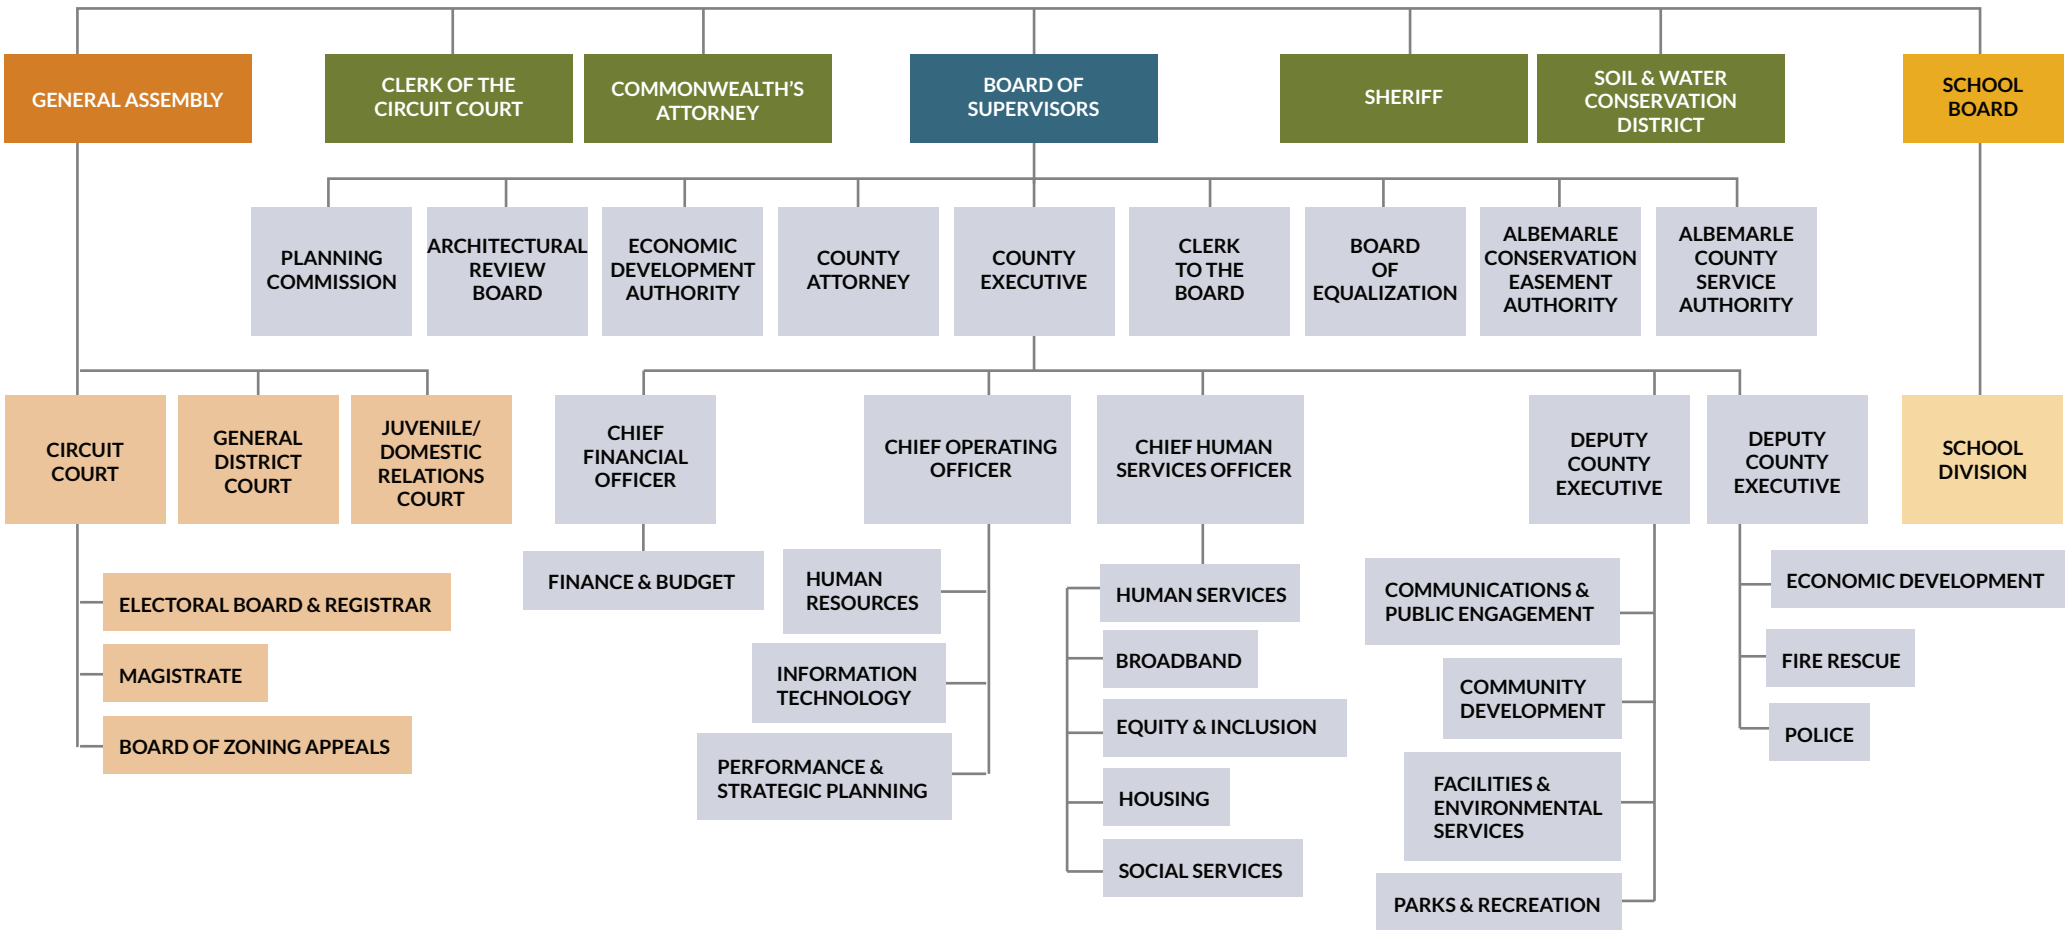 GENERAL ASSEMBLY
CLERK OF THE
CIRCUIT COURT
COMMONWEALTH'S
ATTORNEY
BOARD OF
SUPERVISORS
SHERIFF
SOIL & WATER
CONSERVATION
DISTRICT
SCHOOL
BOARD
PLANNING
COMMISSION
ARCHITECTURAL
REVIEW
BOARD
ECONOMIC
DEVELOPMENT
AUTHORITY
COUNTY
ATTORNEY
COUNTY
EXECUTIVE
CLERK
TO THE
BOARD
BOARD
OF
EQUALIZATION
ALBEMARLE
CONSERVATION
EASEMENT
AUTHORITY
ALBEMARLE
COUNTY
SERVICE
AUTHORITY
CIRCUIT
COURT
GENERAL
DISTRICT
COURT
JUVENILE/
DOMESTIC
RELATIONS
COURT
CHIEF
FINANCIAL
OFFICER
CHIEF OPERATING
OFFICER
CHIEF HUMAN
SERVICES OFFICER
DEPUTY
COUNTY
EXECUTIVE
DEPUTY
COUNTY
EXECUTIVE
SCHOOL
DIVISION
ELECTORAL BOARD & REGISTRAR
MAGISTRATE
BOARD OF ZONING APPEALS
FINANCE & BUDGET
HUMAN
RESOURCES
INFORMATION
TECHNOLOGY
PERFORMANCE &
STRATEGIC PLANNING
HUMAN SERVICES
BROADBAND
EQUITY & INCLUSION
HOUSING
SOCIAL SERVICES
COMMUNICATIONS &
PUBLIC ENGAGEMENT
COMMUNITY
DEVELOPMENT
FACILITIES &
ENVIRONMENTAL
SERVICES
PARKS & RECREATION
ECONOMIC DEVELOPMENT
FIRE RESCUE
POLICE